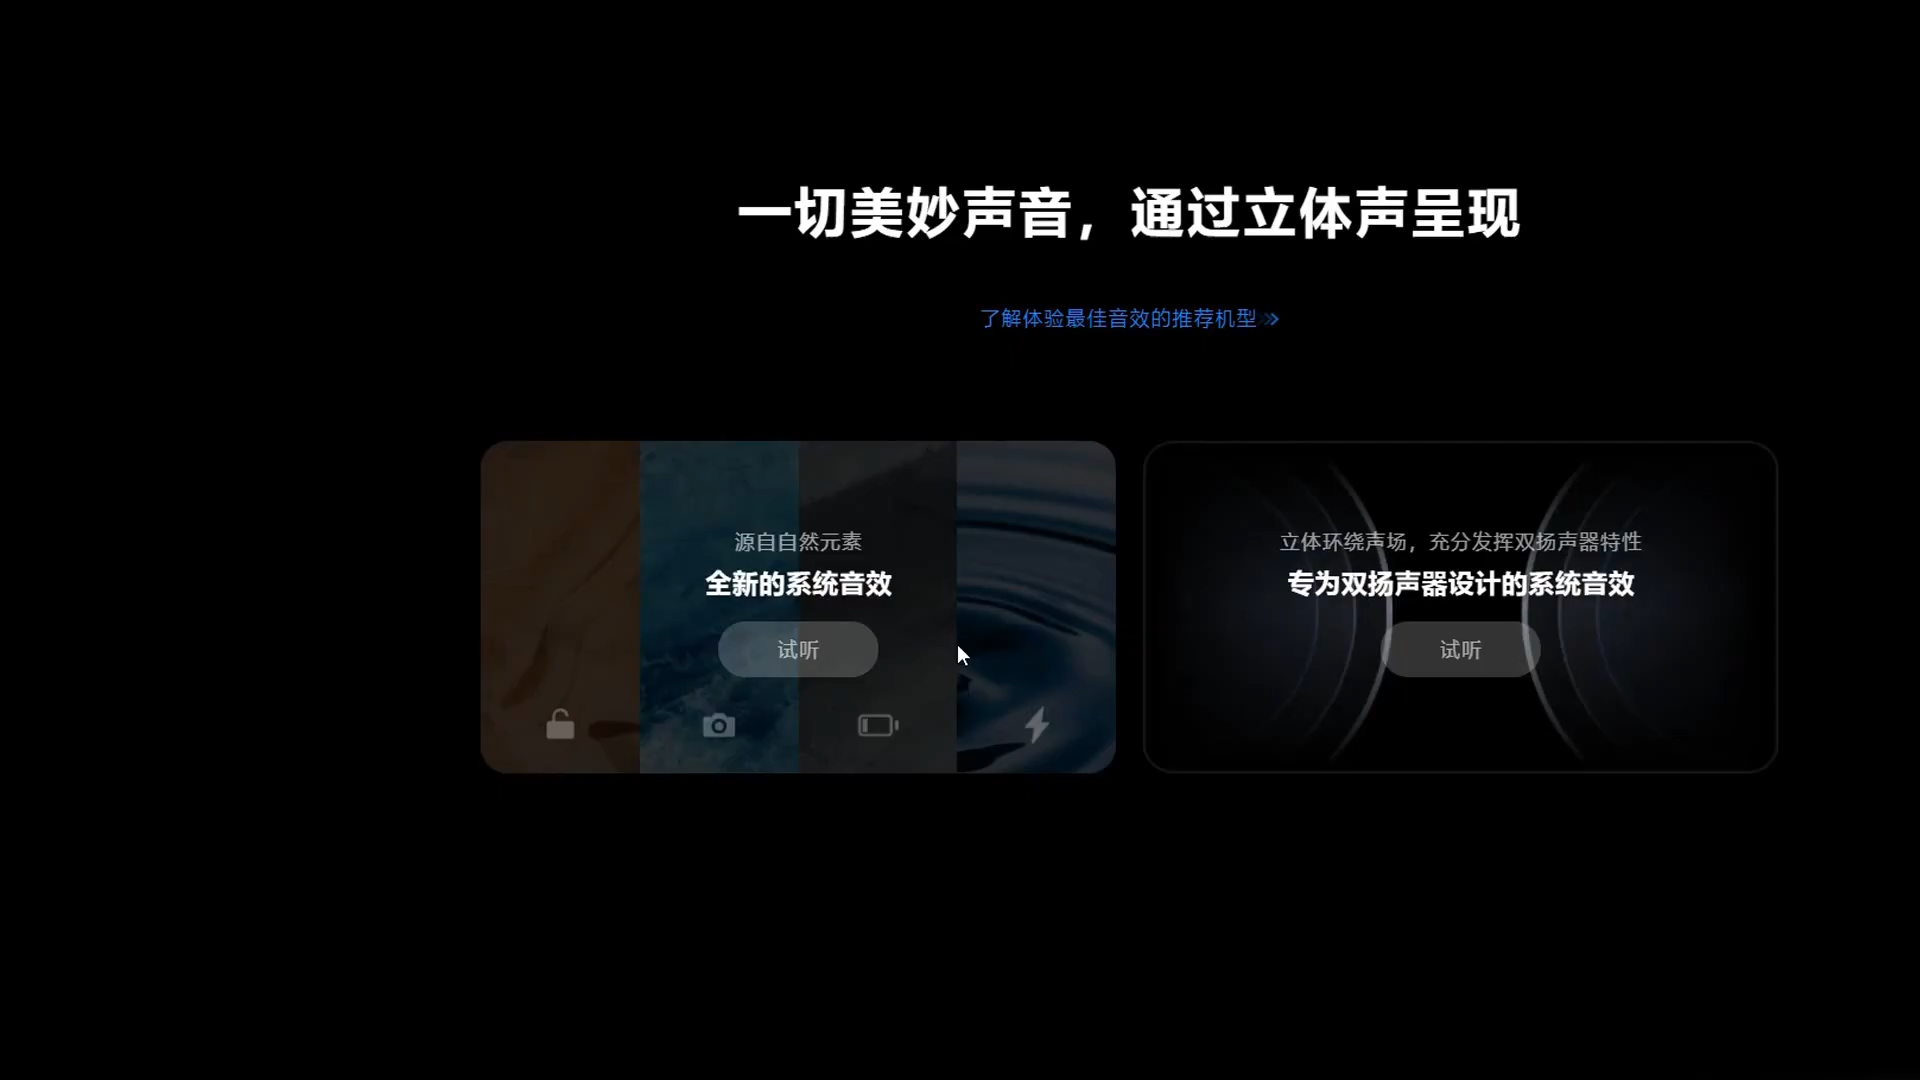 一切美妙声音，通过立体声呈现
了解体验最佳音效的推荐机型
源自自然元素
全新的系统音效
试听
立体环绕声场，充分发挥双扬声器特性
专为双扬声器设计的系统音效
试听